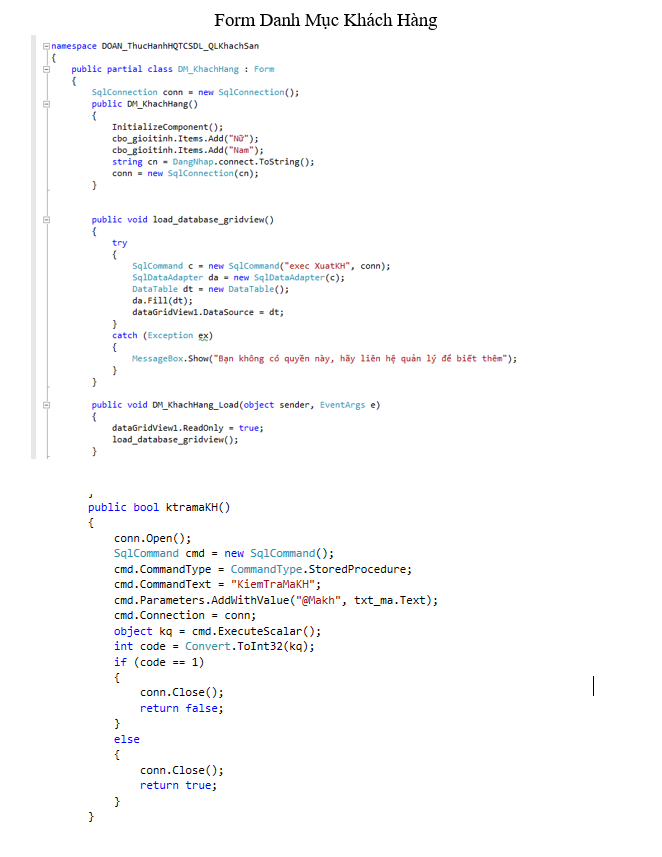 Form Danh Mục Khách Hàng
namespace DOAN_ThucHanhHQTCSDL_QLKhachSan
{
public partial class DM_KhachHang : Form
{
SqlConnection conn = new SqlConnection();
public DM_KhachHang()
{
InitializeComponent();
cbo_gioitinh.Items.Add("Nữ");
cbo_gioitinh.Items.Add("Nam");
string cn = DangNhap.connect.ToString();
conn = new SqlConnection(cn);
}
public void load_database_gridview()
{
try
{
SqlCommand c = new SqlCommand("exec XuatKH", conn);
SqlDataAdapter da = new SqlDataAdapter(c);
DataTable dt = new DataTable();
da.Fill(dt);
dataGridView1.DataSource = dt;
}
catch (Exception ex)
{
MessageBox.Show("Bạn không có quyền này, hãy liên hệ quản lý để biết thêm");
}
}
public void DM_KhachHang_Load(object sender, EventArgs e)
{
dataGridView1.ReadOnly = true;
load_database_gridview();
}
}
public bool ktramaKH()
{
conn.Open();
SqlCommand cmd = new SqlCommand();
cmd.CommandType = CommandType.StoredProcedure;
cmd.CommandText = "KiemTraMaKH";
cmd.Parameters.AddWithValue("@Makh", txt_ma.Text);
cmd.Connection = conn;
object kq = cmd.ExecuteScalar();
int code = Convert.ToInt32(kq);
if (code == 1)
{
conn.Close();
return false;
}
else
{
conn.Close();
return true;
}
}